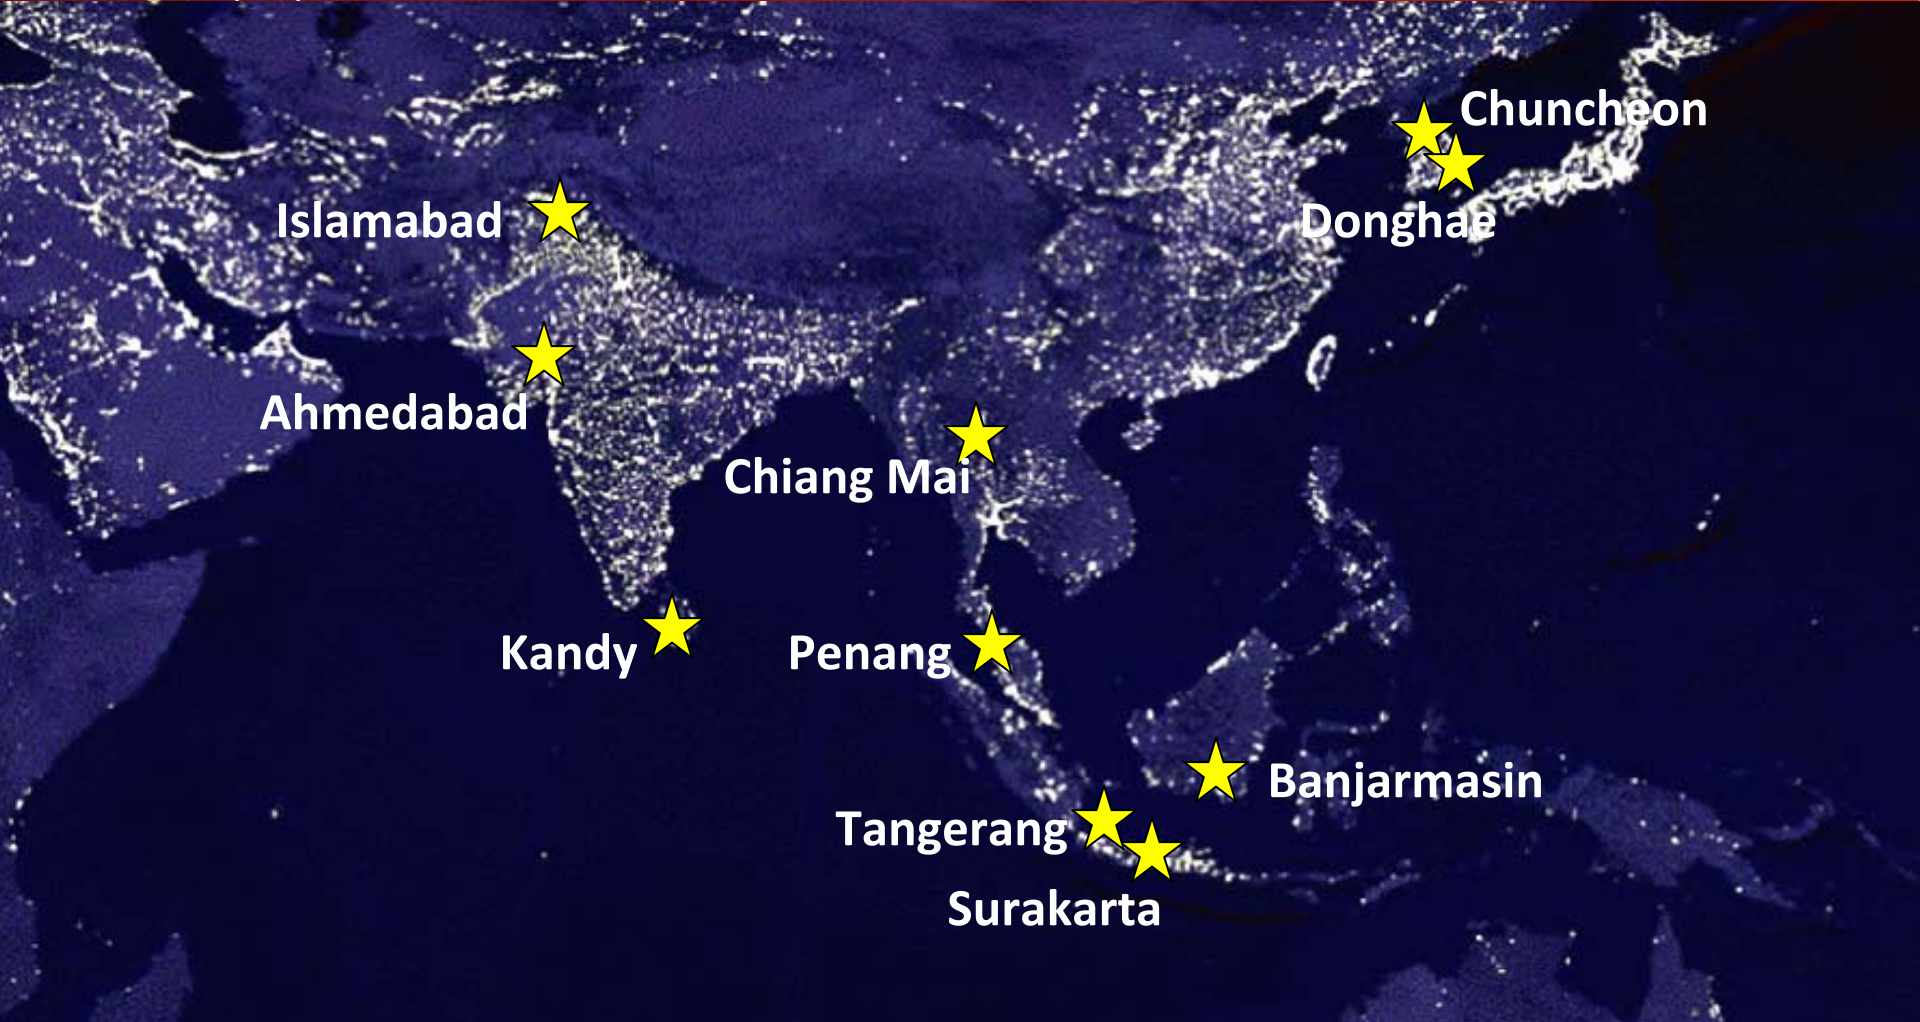 Chuncheon
Islamabad
Donghae
Ahmedabad
Chiang Mai
Kandy
Penang
Banjarmasin
Tangerang
Surakarta